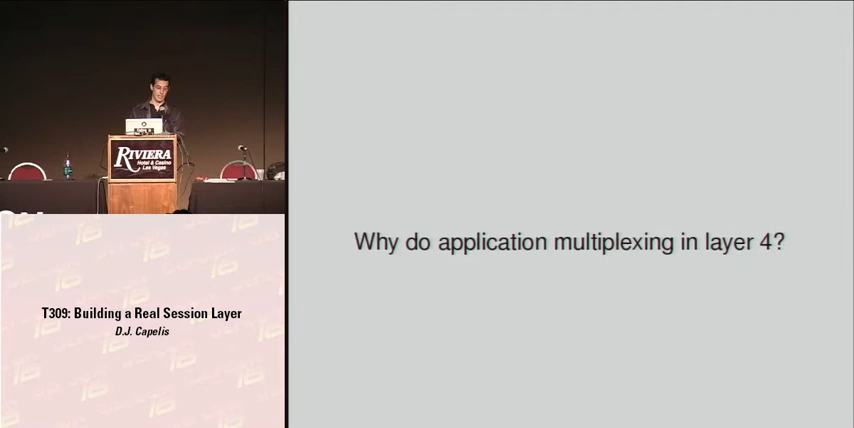 RIVIERA
Hotel & Casino
Las Vegas
T309: Building a Real Session Layer
D.J. Capelis
Why do application multiplexing in layer 4?